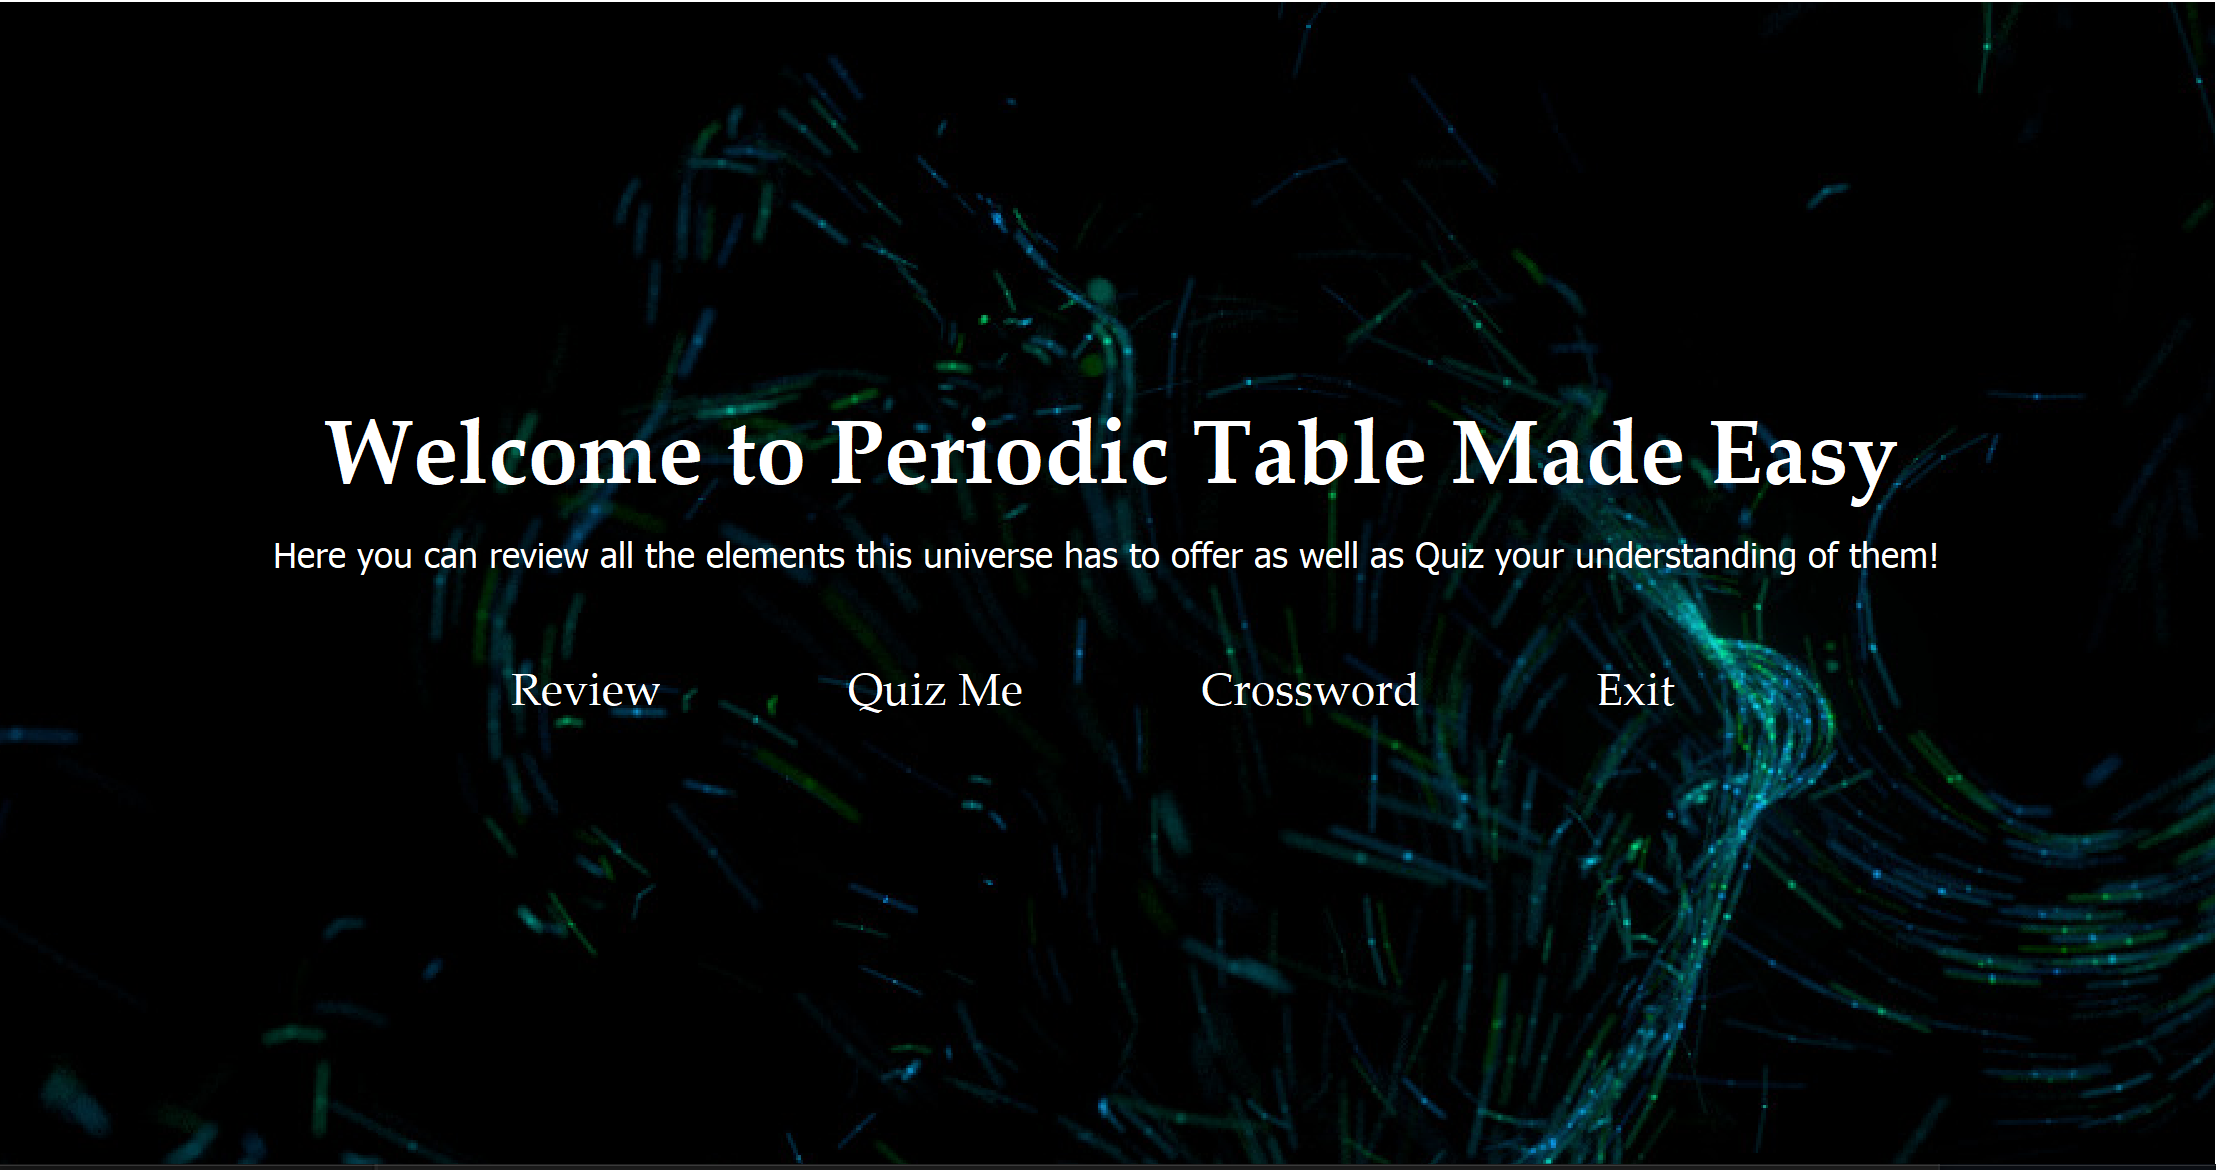 Welcome to Periodic Table Made Easy
Here you can review all the elements this universe has to offer as well as Quiz your understanding of them!
Review Quiz Me Crossword Exit